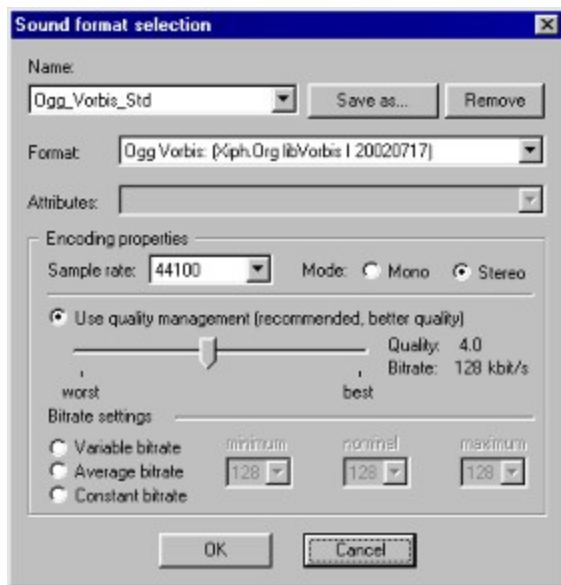 Sound format selection
Name:
Ogg_Vorbis_Std
Save as...
Remove
Format:
Ogg Vorbis: (Xiph.Org libVorbis I 20020717)
Attributes:
Encoding properties
Sample rate: 44100 Mode: Mono Stereo
Use quality management (recommended, better quality)
Quality: 4.0
Bitrate: 128 kbit/s
worst best
Bitrate settings
Variable bitrate
Average bitrate
Constant bitrate
minimum nominal maximum
128 128 128
OK Cancel